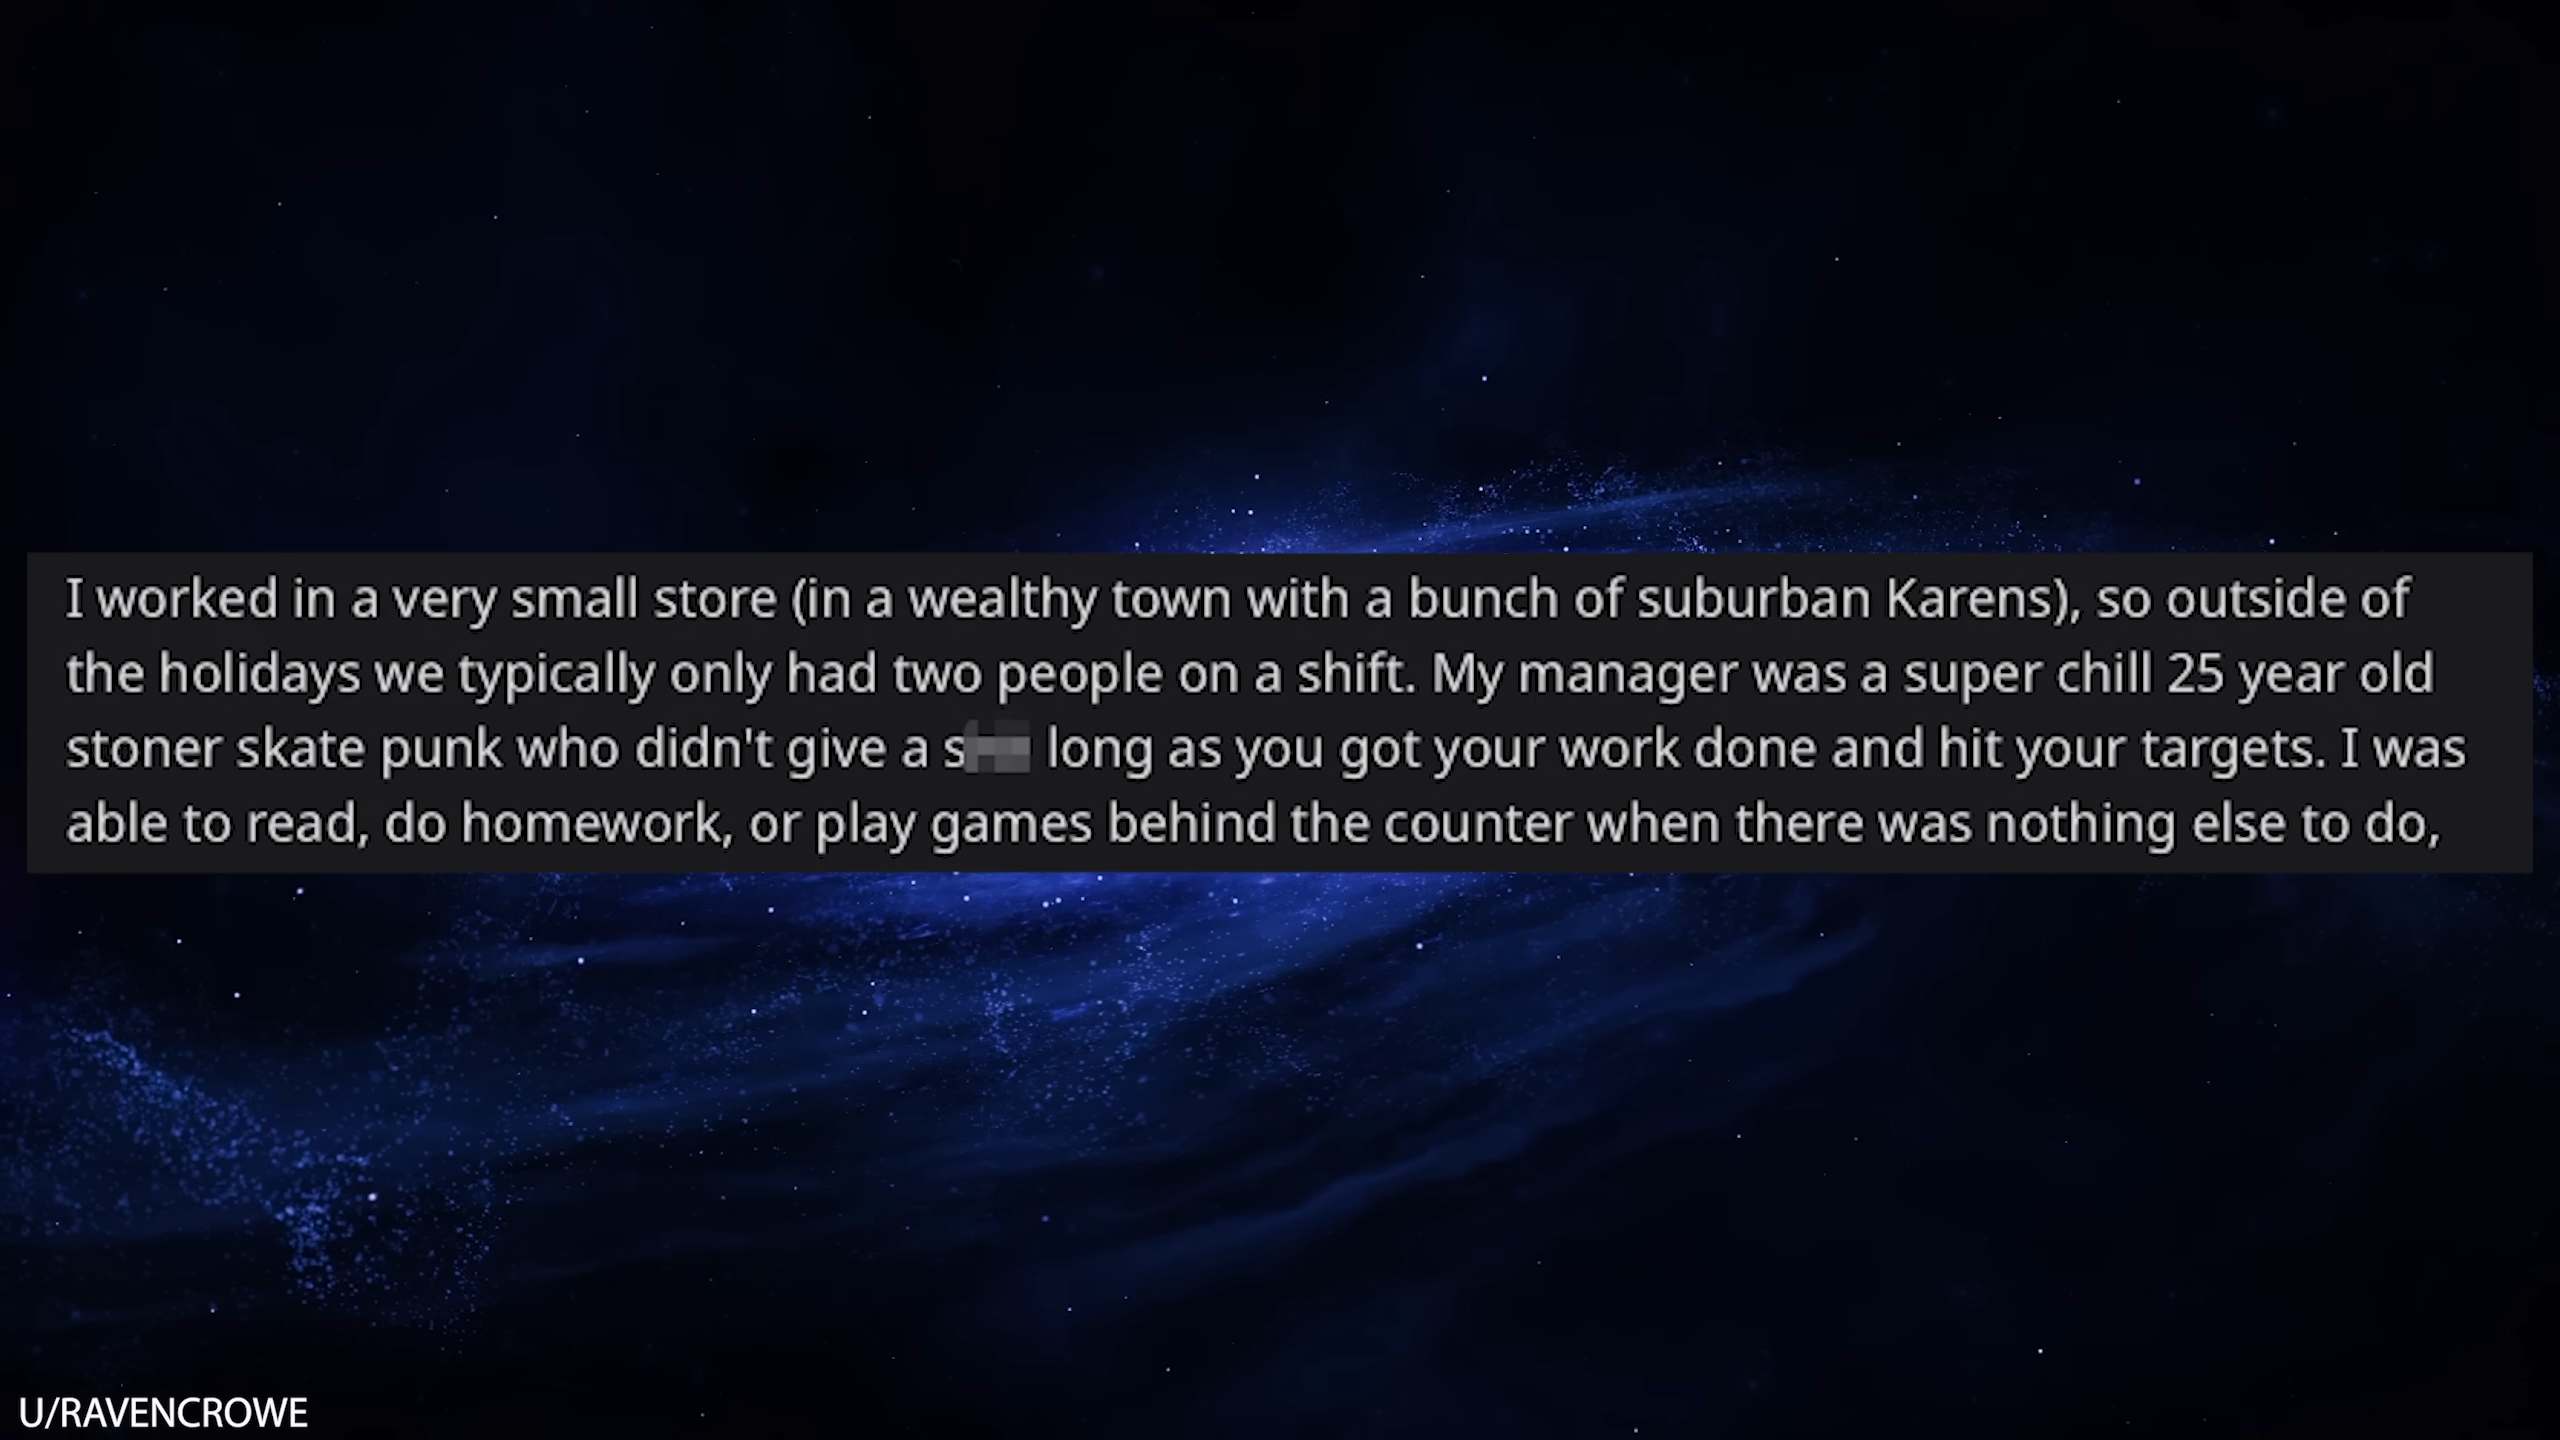 I worked in a very small store (in a wealthy town with a bunch of suburban Karens), so outside of
the holidays we typically only had two people on a shift. My manager was a super chill 25 year old
stoner skate punk who didn't give a s long as you got your work done and hit your targets. I was
able to read, do homework, or play games behind the counter when there was nothing else to do,
U/RAVENCROWE